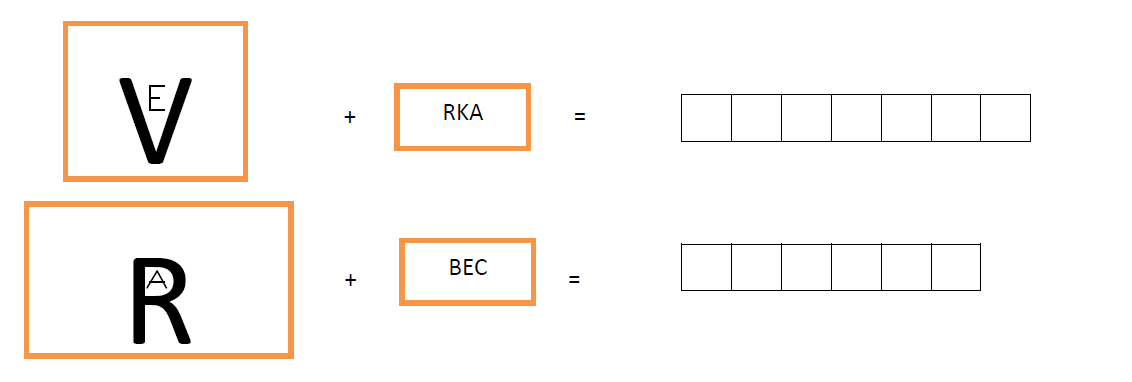 V E + RKA =
R A + BEC =